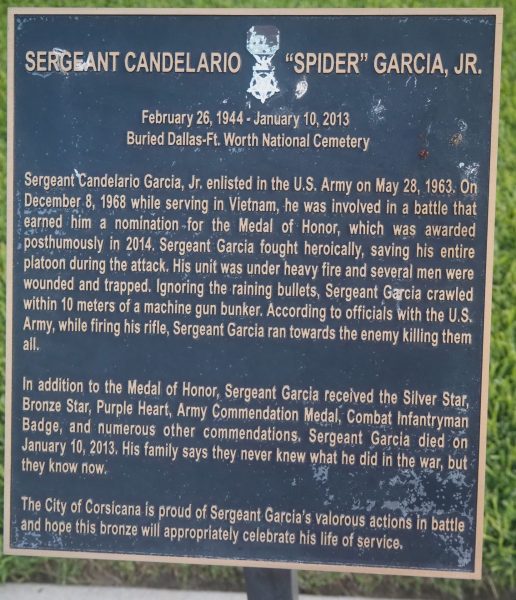 SERGEANT CANDELARIO "SPIDER" GARCIA, JR.
February 26, 1944 - January 10, 2013
Buried Dallas-Ft. Worth National Cemetery
Sergeant Candelario Garcia, Jr. enlisted in the U.S. Army on May 28, 1963. On
December 8, 1968 while serving in Vietnam, he was involved in a battle that
earned him a nomination for the Medal of Honor, which was awarded
posthumously in 2014. Sergeant Garcia fought heroically, saving his entire
platoon during the attack. His unit was under heavy fire and several men were
wounded and trapped. Ignoring the raining bullets, Sergeant Garcia crawled
within 10 meters of a machine gun bunker. According to officials with the U.S.
Army, while firing his rifle, Sergeant Garcia ran towards the enemy killing them
all.
In addition to the Medal of Honor, Sergeant Garcia received the Silver Star,
Bronze Star, Purple Heart, Army Commendation Medal, Combat Infantryman
Badge, and numerous other commendations. Sergeant Garcia died on
January 10, 2013. His family says they never knew what he did in the war, but
they know now.
The City of Corsicana is proud of Sergeant Garcia's valorous actions in battle
and hope this bronze will appropriately celebrate his life of service.